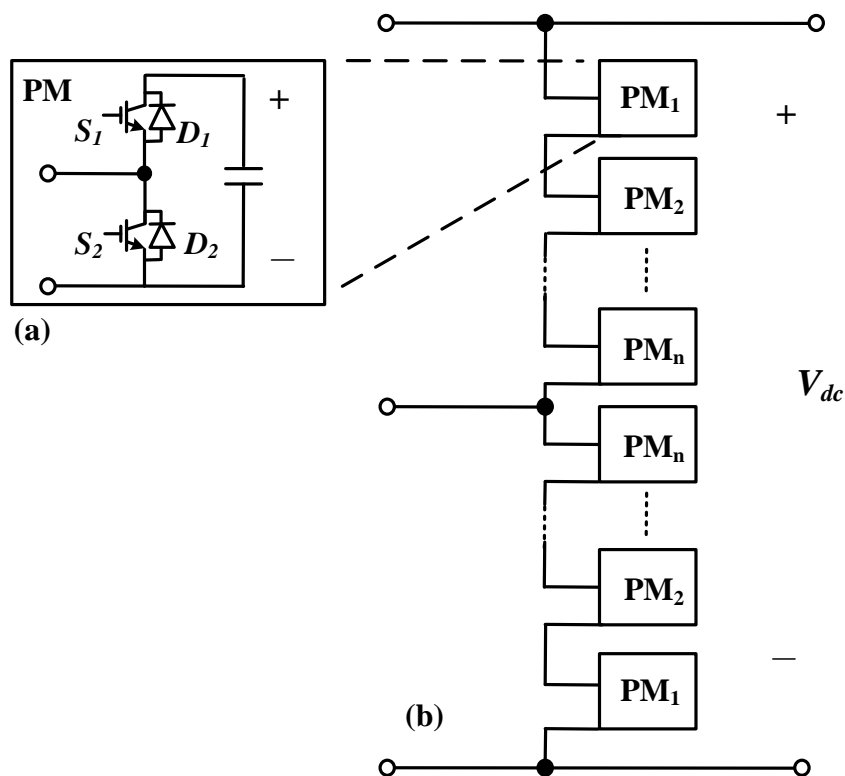 PM
+
S1
D1
S2
D2
—
(a)
PM1
+
PM2
PMn
Vdc
PMn
PM2
—
PM1
(b)